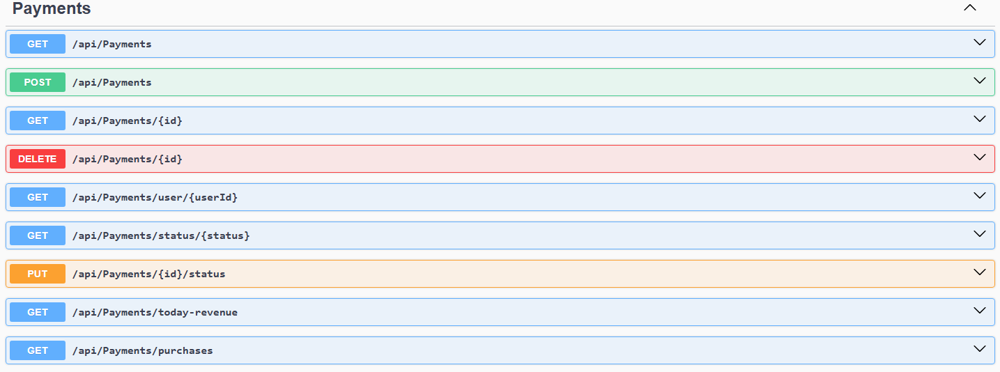 Payments
GET /api/Payments
POST /api/Payments
GET /api/Payments/{id}
DELETE /api/Payments/{id}
GET /api/Payments/user/{userId}
GET /api/Payments/status/{status}
PUT /api/Payments/{id}/status
GET /api/Payments/today-revenue
GET /api/Payments/purchases